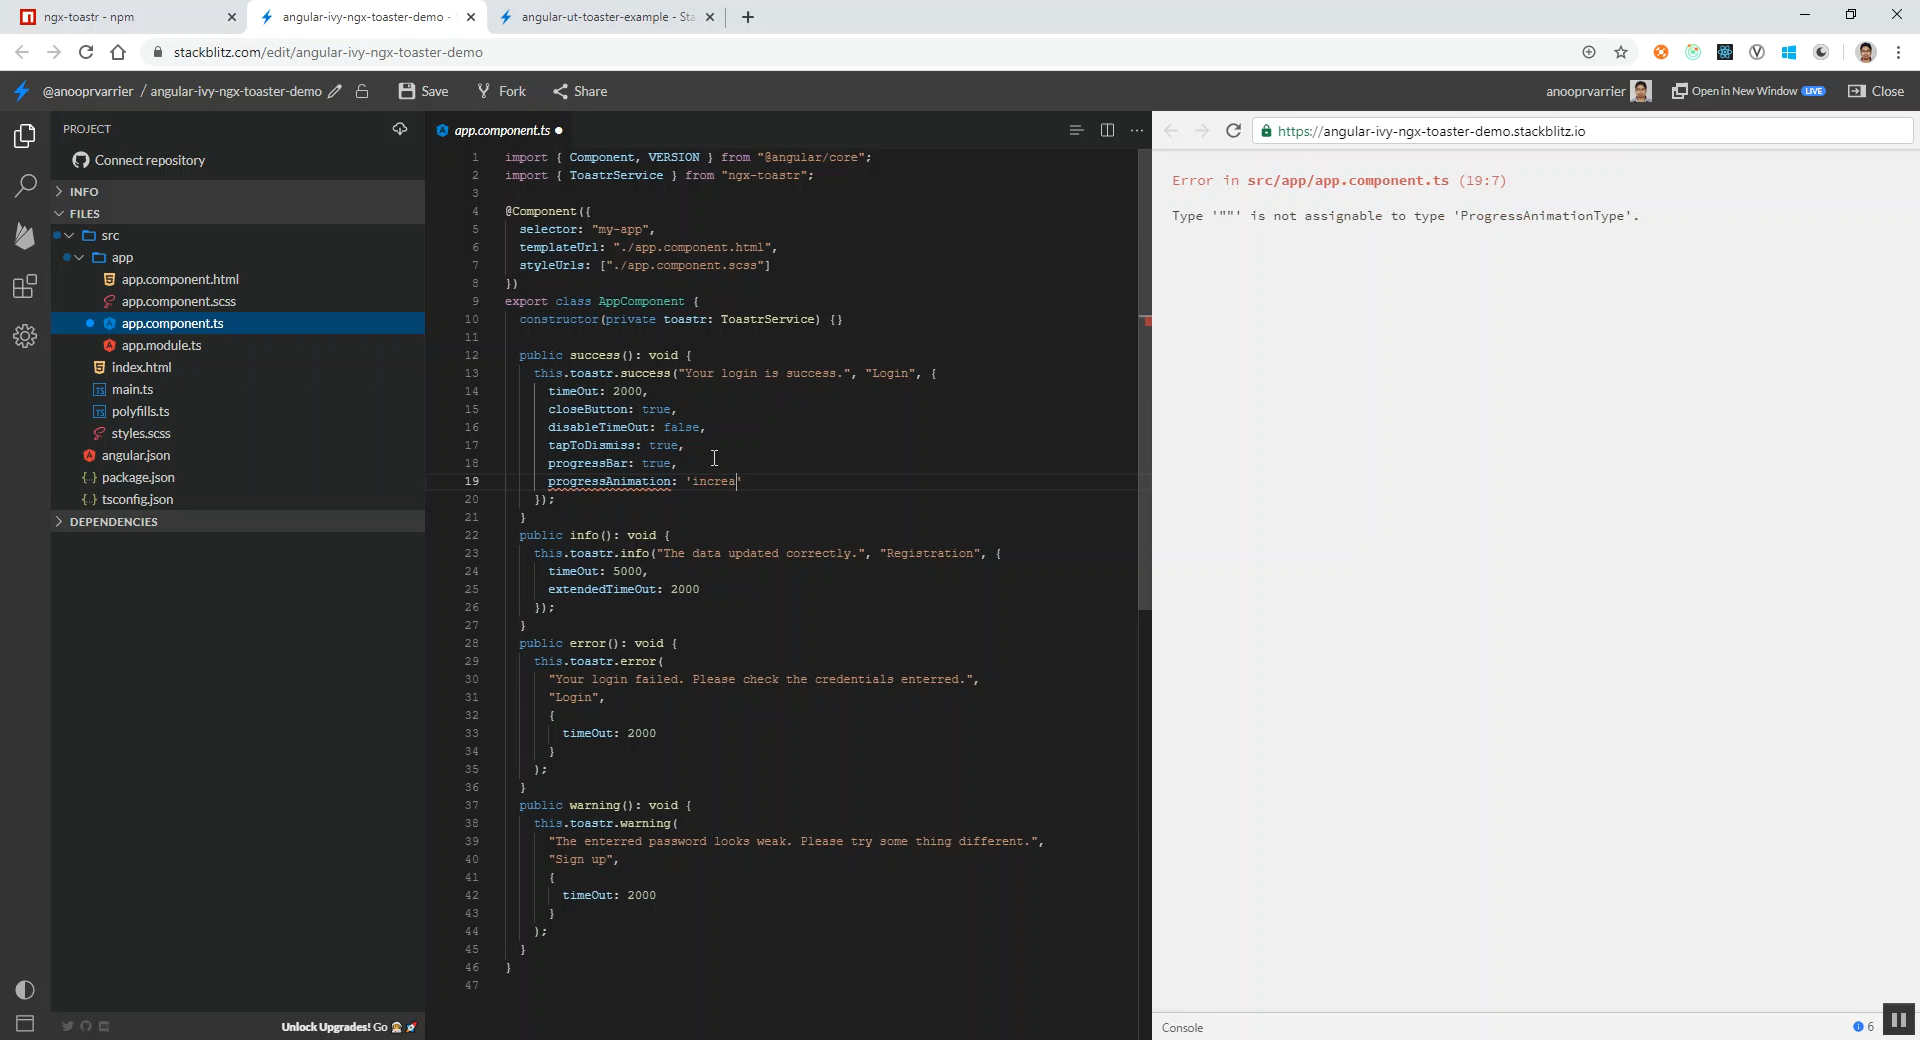 ngx-toastr - npm
angular-ivy-ngx-toaster-demo -
angular-ut-toaster-example - Sta
stackblitz.com/edit/angular-ivy-ngx-toaster-demo
@anooprvarrier / angular-ivy-ngx-toaster-demo
Save
Fork
Share
anooprvarrier
Open in New Window LIVE
Close
PROJECT
Connect repository
INFO
FILES
src
app
app.component.html
app.component.scss
app.component.ts
app.module.ts
index.html
main.ts
polyfills.ts
styles.scss
angular.json
package.json
tsconfig.json
DEPENDENCIES
Unlock Upgrades! Go
app.component.ts
1 import { Component, VERSION } from "@angular/core";
2 import { ToastrService } from "ngx-toastr";
3
4 @Component({
5 selector: "my-app",
6 templateUrl: "./app.component.html",
7 styleUrls: ["./app.component.scss"]
8 })
9 export class AppComponent {
10 constructor(private toastr: ToastrService) {}
11
12 public success(): void {
13 this.toastr.success("Your login is success.", "Login", {
14 timeOut: 2000,
15 closeButton: true,
16 disableTimeOut: false,
17 tapToDismiss: true,
18 progressBar: true,
19 progressAnimation: 'increa'
20 });
21 }
22 public info(): void {
23 this.toastr.info("The data updated correctly.", "Registration", {
24 timeOut: 5000,
25 extendedTimeOut: 2000
26 });
27 }
28 public error(): void {
29 this.toastr.error(
30 "Your login failed. Please check the credentials enterred.",
31 "Login",
32 {
33 timeOut: 2000
34 }
35 );
36 }
37 public warning(): void {
38 this.toastr.warning(
39 "The enterred password looks weak. Please try some thing different.",
40 "Sign up",
41 {
42 timeOut: 2000
43 }
44 );
45 }
46 }
47
https://angular-ivy-ngx-toaster-demo.stackblitz.io
Error in src/app/app.component.ts (19:7)
Type '""' is not assignable to type 'ProgressAnimationType'.
Console
6